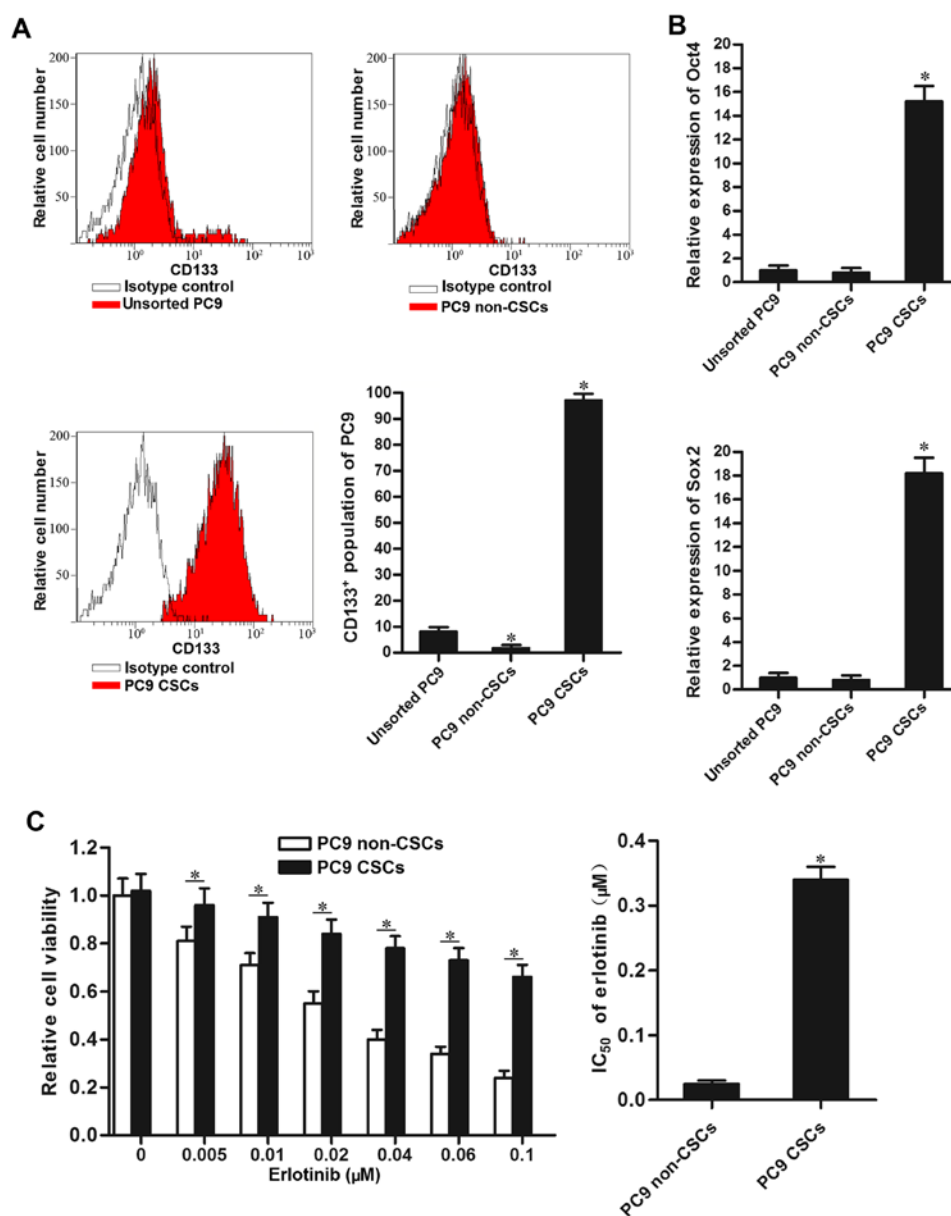 A
Relative cell number
200
150
100
50
10⁰ 10¹ 10² 10³
CD133
Isotype control
Unsorted PC9
Relative cell number
200
150
100
50
10⁰ 10¹ 10² 10³
CD133
Isotype control
PC9 non-CSCs
Relative cell number
200
150
100
50
10⁰ 10¹ 10² 10³
CD133
Isotype control
PC9 CSCs
CD133⁺ population of PC9
100
90
80
70
60
50
40
30
20
10
0
*
*
Unsorted PC9
PC9 non-CSCs
PC9 CSCs
B
Relative expression of Oct4
20
18
16
14
12
10
8
6
4
2
0
*
Unsorted PC9
PC9 non-CSCs
PC9 CSCs
Relative expression of Sox2
20
18
16
14
12
10
8
6
4
2
0
*
Unsorted PC9
PC9 non-CSCs
PC9 CSCs
C
Relative cell viability
1.2
1.0
0.8
0.6
0.4
0.2
0.0
PC9 non-CSCs
PC9 CSCs
* * * * * *
0 0.005 0.01 0.02 0.04 0.06 0.1
Erlotinib (μM)
IC₅₀ of erlotinib (μM)
0.4
0.3
0.2
0.1
0.0
*
PC9 non-CSCs
PC9 CSCs